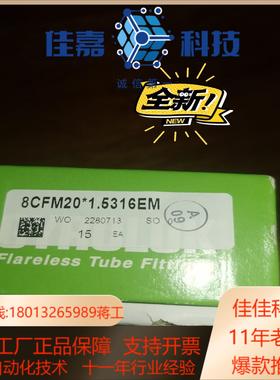 佳嘉
科技
诚信
全新!
8CFM20*1.5316EM
WO 2280713 SO
15 EA
A
60
Flareless Tube Fitt
线:18013265989蒋工
佳佳科
工厂正品保障 支持开票
11年老
自动化技术 十一年行业经验
爆款推